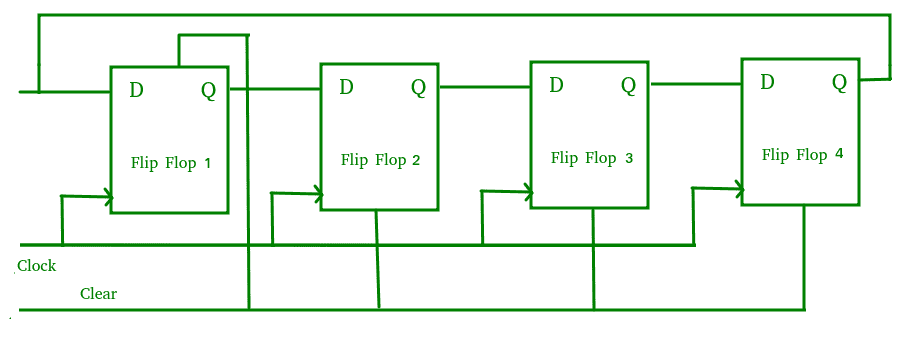 D Q D Q D Q D Q
Flip Flop 1 Flip Flop 2 Flip Flop 3 Flip Flop 4
Clock
Clear